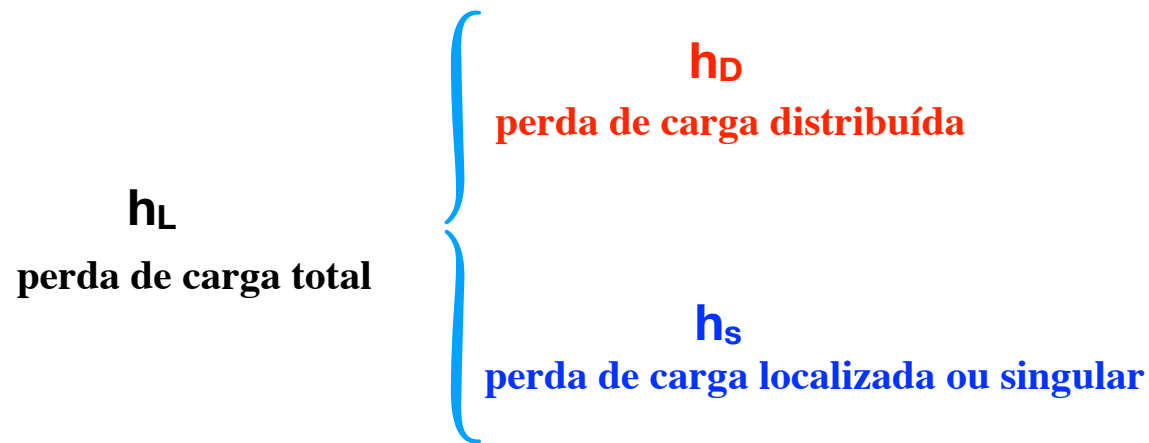 hD
perda de carga distribuída
hL
perda de carga total
hs
perda de carga localizada ou singular